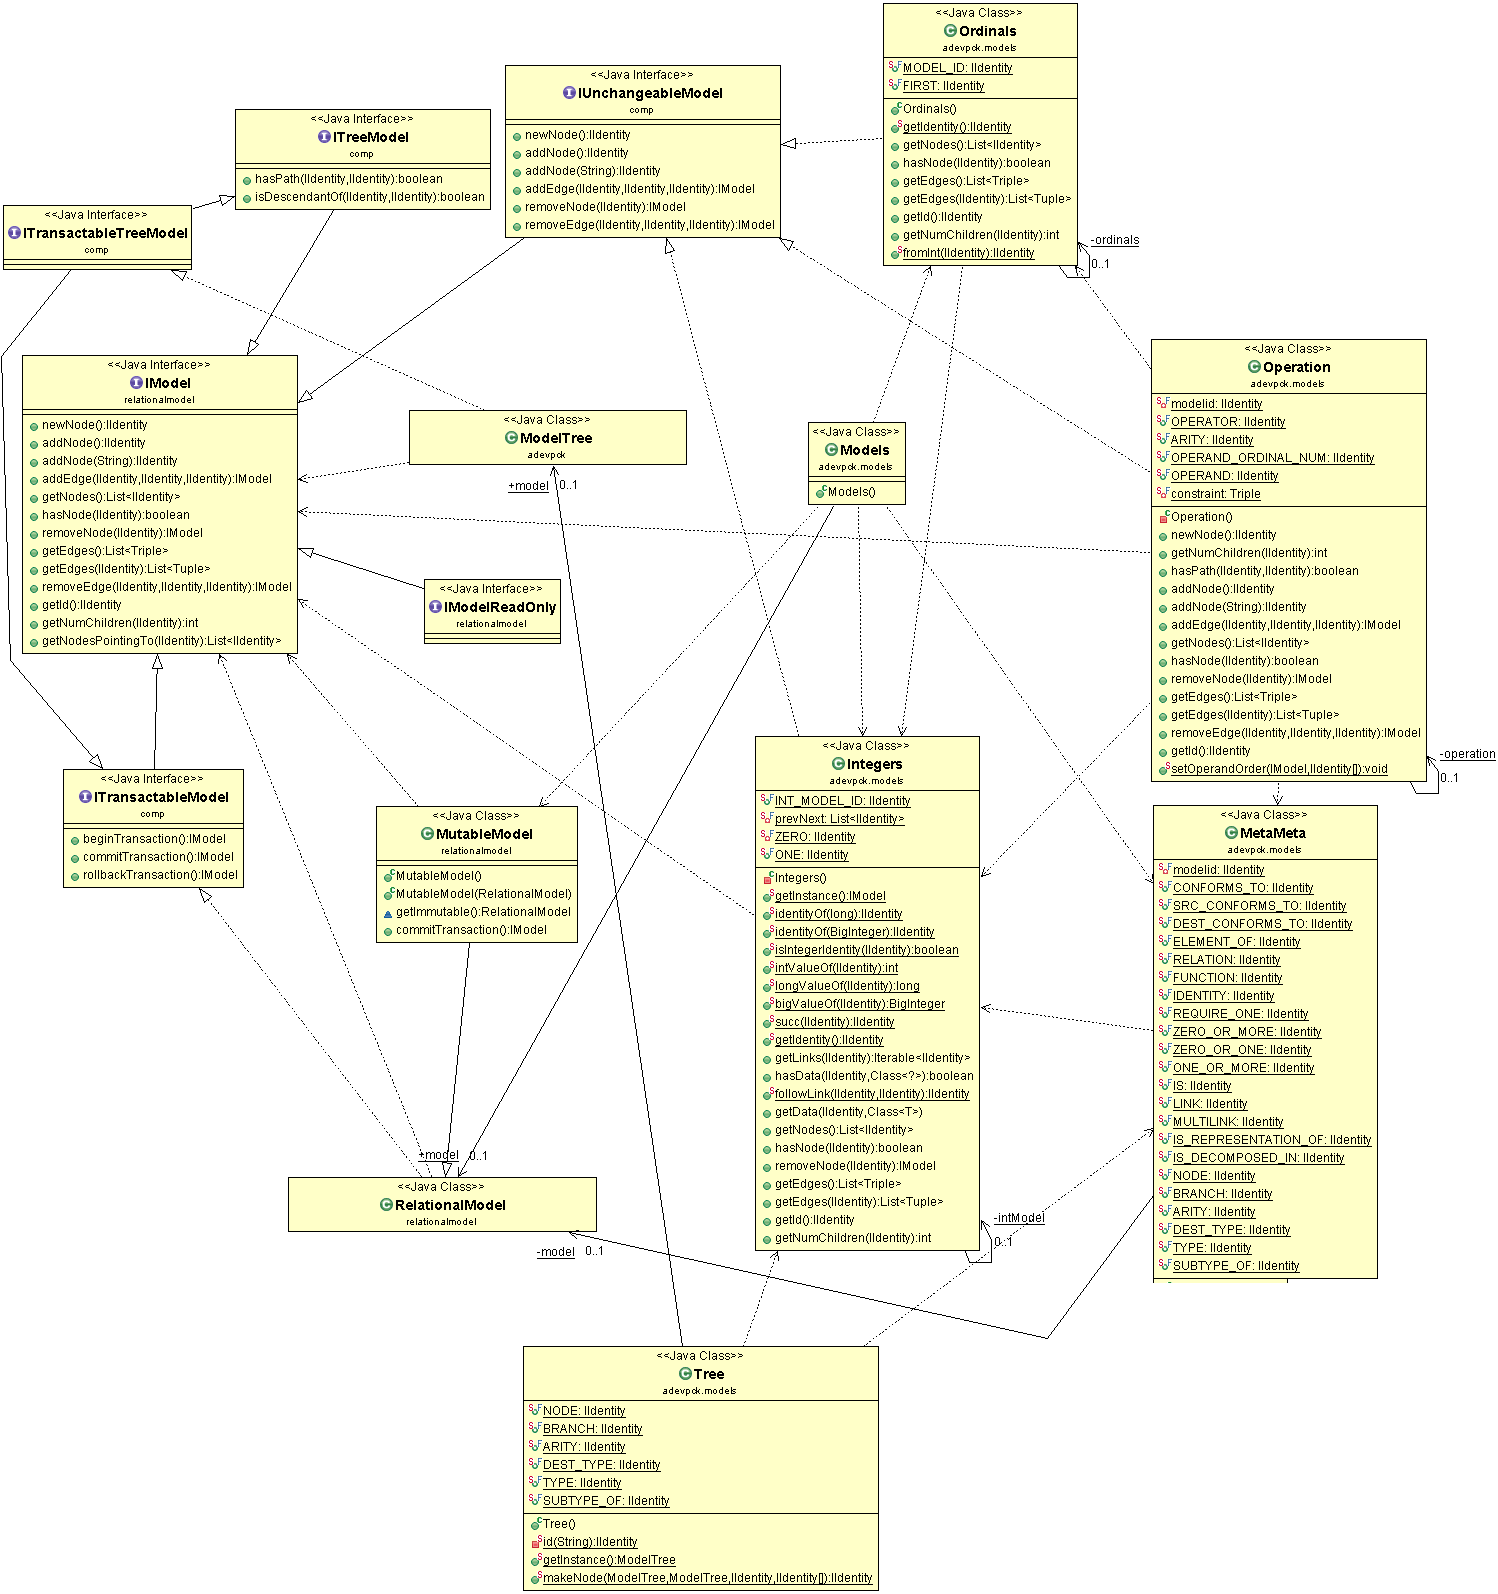 <<Java Class>>
Ordinals
adevpck.models
MODEL_ID: IIdentity
FIRST: IIdentity
Ordinals()
getIdentity():IIdentity
getNodes():List<IIdentity>
hasNode(IIdentity):boolean
getEdges():List<Triple>
getEdges(IIdentity):List<Tuple>
getId():IIdentity
getNumChildren(IIdentity):int
fromInt(IIdentity):IIdentity
-ordinals
0..1
<<Java Interface>>
IUnchangeableModel
comp
newNode():IIdentity
addNode():IIdentity
addNode(String):IIdentity
addEdge(IIdentity,IIdentity,IIdentity):IModel
removeNode(IIdentity):IModel
removeEdge(IIdentity,IIdentity,IIdentity):IModel
<<Java Interface>>
ITreeModel
comp
hasPath(IIdentity,IIdentity):boolean
isDescendantOf(IIdentity,IIdentity):boolean
<<Java Interface>>
ITransactableTreeModel
comp
<<Java Interface>>
IModel
relationalmodel
newNode():IIdentity
addNode():IIdentity
addNode(String):IIdentity
addEdge(IIdentity,IIdentity,IIdentity):IModel
getNodes():List<IIdentity>
hasNode(IIdentity):boolean
removeNode(IIdentity):IModel
getEdges():List<Triple>
getEdges(IIdentity):List<Tuple>
removeEdge(IIdentity,IIdentity,IIdentity):IModel
getId():IIdentity
getNumChildren(IIdentity):int
getNodesPointingTo(IIdentity):List<IIdentity>
<<Java Class>>
ModelTree
adevpck
+model
0..1
<<Java Class>>
Models
adevpck.models
Models()
<<Java Class>>
Operation
adevpck.models
modelid: IIdentity
OPERATOR: IIdentity
ARITY: IIdentity
OPERAND_ORDINAL_NUM: IIdentity
OPERAND: IIdentity
constraint: Triple
Operation()
newNode():IIdentity
getNumChildren(IIdentity):int
hasPath(IIdentity,IIdentity):boolean
addNode():IIdentity
addNode(String):IIdentity
addEdge(IIdentity,IIdentity,IIdentity):IModel
getNodes():List<IIdentity>
hasNode(IIdentity):boolean
removeNode(IIdentity):IModel
getEdges():List<Triple>
getEdges(IIdentity):List<Tuple>
removeEdge(IIdentity,IIdentity,IIdentity):IModel
getId():IIdentity
setOperandOrder(IModel,IIdentity[]):void
-operation
0..1
<<Java Interface>>
IModelReadOnly
relationalmodel
<<Java Interface>>
ITransactableModel
comp
beginTransaction():IModel
commitTransaction():IModel
rollbackTransaction():IModel
<<Java Class>>
MutableModel
relationalmodel
MutableModel()
MutableModel(RelationalModel)
getImmutable():RelationalModel
commitTransaction():IModel
<<Java Class>>
Integers
adevpck.models
INT_MODEL_ID: IIdentity
prevNext: List<IIdentity>
ZERO: IIdentity
ONE: IIdentity
Integers()
getInstance():IModel
identityOf(long):IIdentity
identityOf(BigInteger):IIdentity
isIntegerIdentity(IIdentity):boolean
intValueOf(IIdentity):int
longValueOf(IIdentity):long
bigValueOf(IIdentity):BigInteger
succ(IIdentity):IIdentity
getIdentity():IIdentity
getLinks(IIdentity):Iterable<IIdentity>
hasData(IIdentity,Class<?>):boolean
followLink(IIdentity,IIdentity):IIdentity
getData(IIdentity,Class<T>)
getNodes():List<IIdentity>
hasNode(IIdentity):boolean
removeNode(IIdentity):IModel
getEdges():List<Triple>
getEdges(IIdentity):List<Tuple>
getId():IIdentity
getNumChildren(IIdentity):int
-intModel
0..1
<<Java Class>>
MetaMeta
adevpck.models
modelid: IIdentity
CONFORMS_TO: IIdentity
SRC_CONFORMS_TO: IIdentity
DEST_CONFORMS_TO: IIdentity
ELEMENT_OF: IIdentity
RELATION: IIdentity
FUNCTION: IIdentity
IDENTITY: IIdentity
REQUIRE_ONE: IIdentity
ZERO_OR_MORE: IIdentity
ZERO_OR_ONE: IIdentity
ONE_OR_MORE: IIdentity
IS: IIdentity
LINK: IIdentity
MULTILINK: IIdentity
IS_REPRESENTATION_OF: IIdentity
IS_DECOMPOSED_IN: IIdentity
NODE: IIdentity
BRANCH: IIdentity
ARITY: IIdentity
DEST_TYPE: IIdentity
TYPE: IIdentity
SUBTYPE_OF: IIdentity
+model
0..1
<<Java Class>>
RelationalModel
relationalmodel
-model
0..1
<<Java Class>>
Tree
adevpck.models
NODE: IIdentity
BRANCH: IIdentity
ARITY: IIdentity
DEST_TYPE: IIdentity
TYPE: IIdentity
SUBTYPE_OF: IIdentity
Tree()
id(String):IIdentity
getInstance():ModelTree
makeNode(ModelTree,ModelTree,IIdentity,IIdentity[]):IIdentity